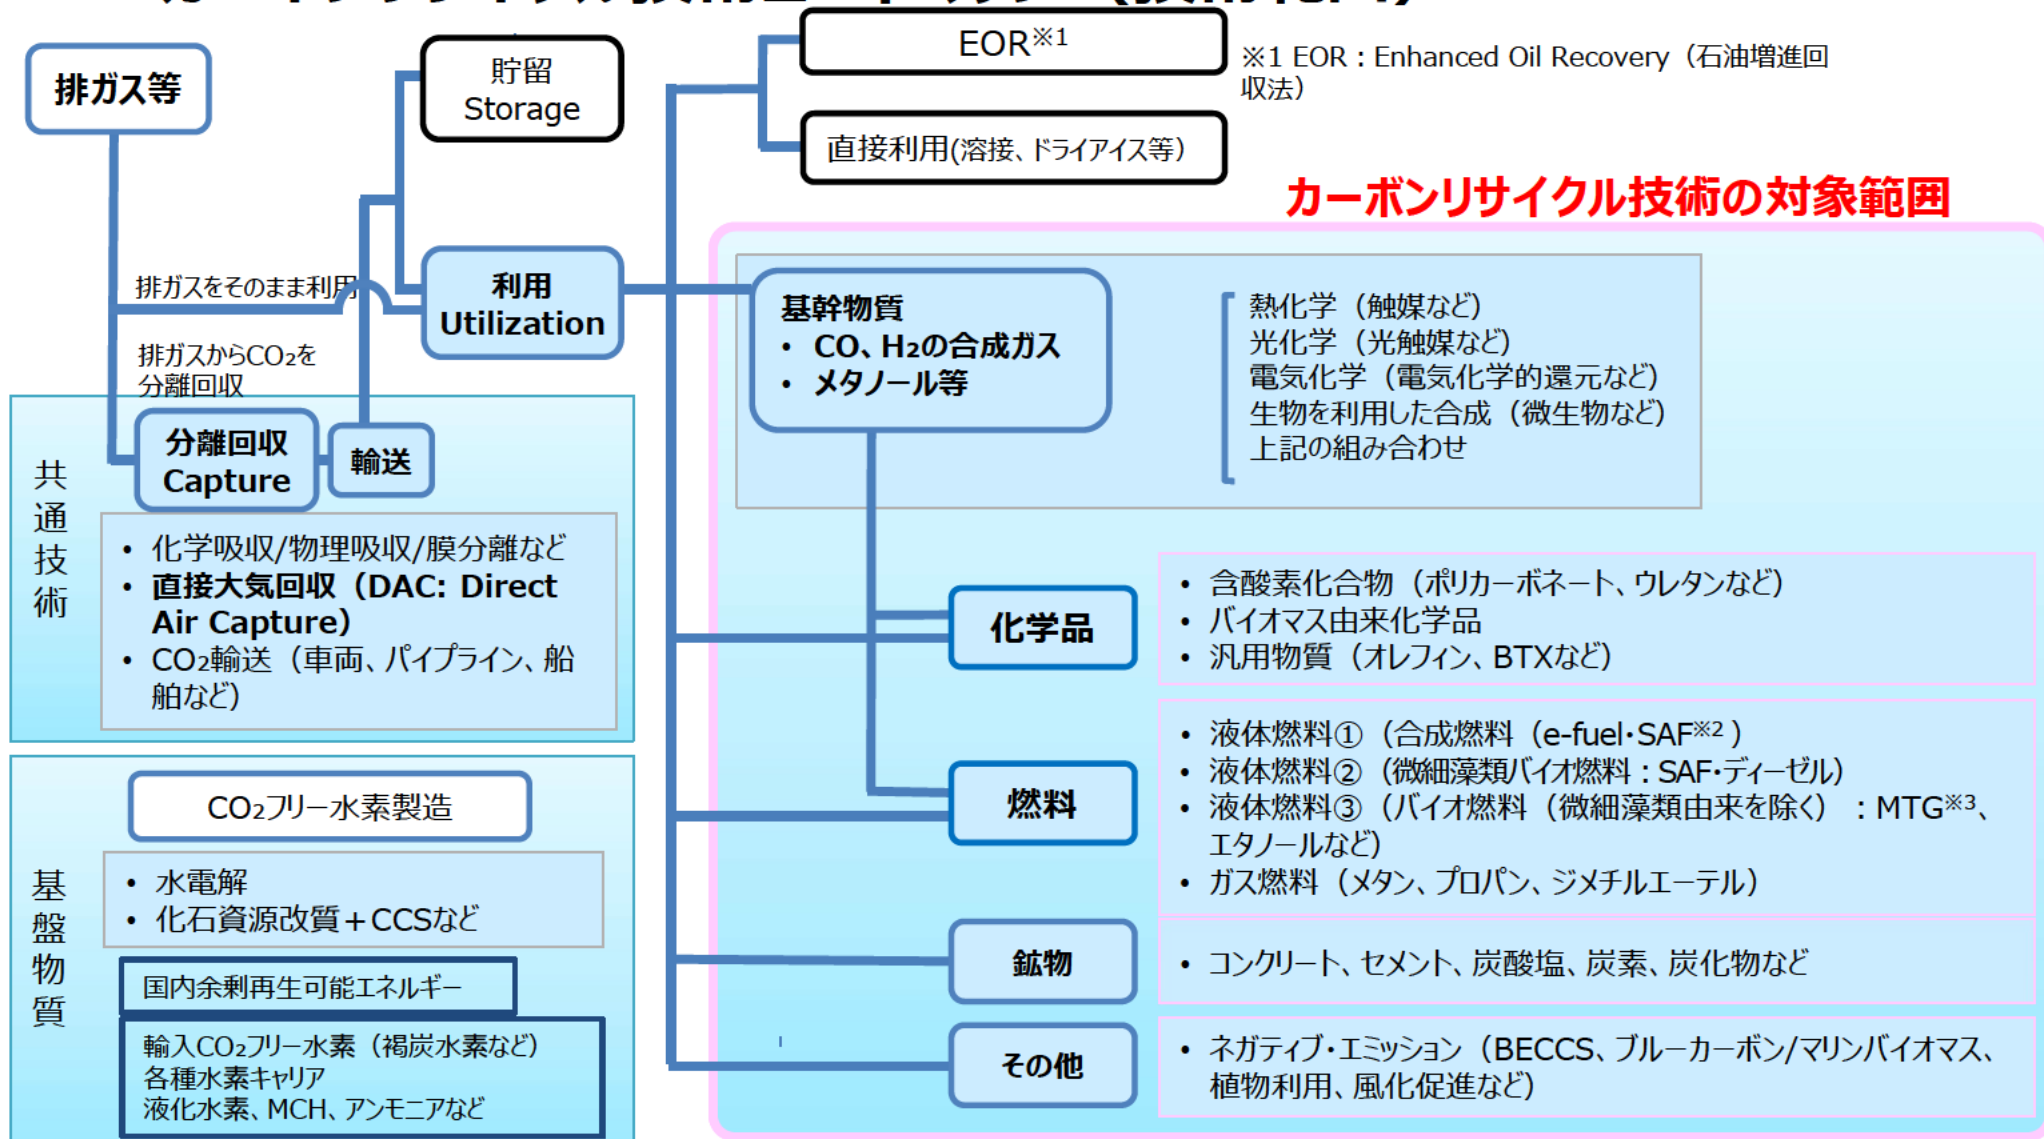 排ガス等
貯留
Storage
EOR※1
※1 EOR：Enhanced Oil Recovery（石油増進回
収法）
直接利用(溶接、ドライアイス等）
カーボンリサイクル技術の対象範囲
排ガスをそのまま利用
利用
Utilization
排ガスからCO₂を
分離回収
基幹物質
• CO、H₂の合成ガス
• メタノール等
熱化学（触媒など）
光化学（光触媒など）
電気化学（電気化学的還元など）
生物を利用した合成（微生物など）
上記の組み合わせ
共通技術
分離回収
Capture
輸送
• 化学吸収/物理吸収/膜分離など
• 直接大気回収（DAC: Direct
Air Capture）
• CO₂輸送（車両、パイプライン、船
舶など）
化学品
• 含酸素化合物（ポリカーボネート、ウレタンなど）
• バイオマス由来化学品
• 汎用物質（オレフィン、BTXなど）
燃料
• 液体燃料①（合成燃料（e-fuel・SAF※2 ）
• 液体燃料②（微細藻類バイオ燃料：SAF・ディーゼル）
• 液体燃料③（バイオ燃料（微細藻類由来を除く）：MTG※3、
エタノールなど）
• ガス燃料（メタン、プロパン、ジメチルエーテル）
鉱物
• コンクリート、セメント、炭酸塩、炭素、炭化物など
その他
• ネガティブ・エミッション（BECCS、ブルーカーボン/マリンバイオマス、
植物利用、風化促進など）
基盤物質
CO₂フリー水素製造
• 水電解
• 化石資源改質＋CCSなど
国内余剰再生可能エネルギー
輸入CO₂フリー水素（褐炭水素など）
各種水素キャリア
液化水素、MCH、アンモニアなど